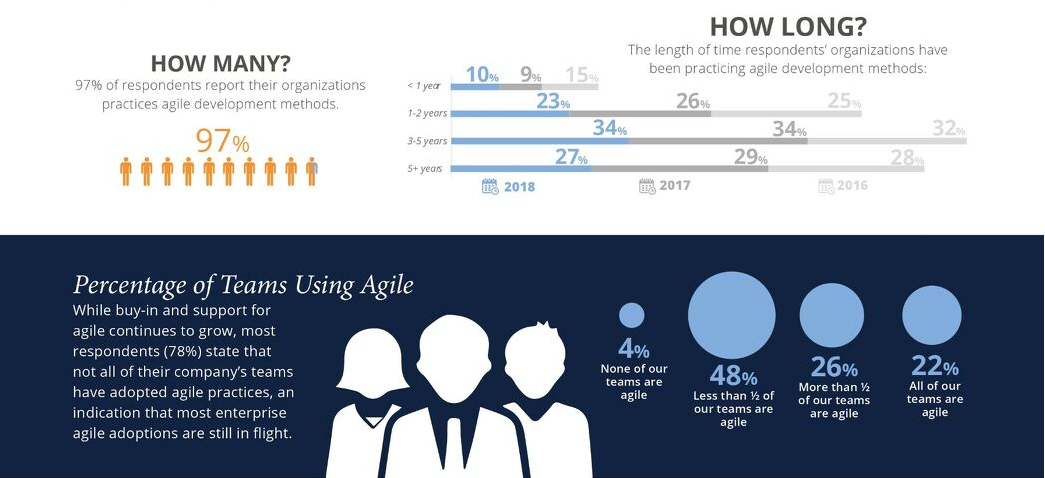 HOW MANY?
97% of respondents report their organizations
practices agile development methods.
97%
HOW LONG?
The length of time respondents' organizations have
been practicing agile development methods:
< 1 year 10% 9% 15%
1-2 years 23% 26% 25%
3-5 years 34% 34% 32%
5+ years 27% 29% 28%
2018 2017 2016
Percentage of Teams Using Agile
While buy-in and support for
agile continues to grow, most
respondents (78%) state that
not all of their company's teams
have adopted agile practices, an
indication that most enterprise
agile adoptions are still in flight.
4%
None of our
teams are
agile
48%
Less than ½ of
our teams are
agile
26%
More than ½
of our teams
are agile
22%
All of our
teams are
agile